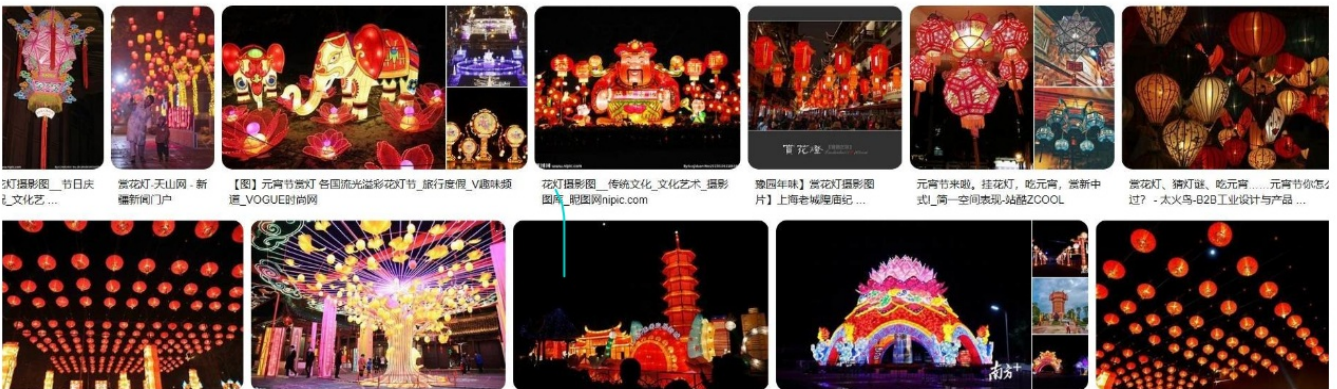 花灯摄影图__节日庆
赏花灯-天山网 - 新
疆新闻门户
【图】元宵节赏灯 各国流光溢彩花灯节_旅行度假_V趣味频
道_VOGUE时尚网
花灯摄影图__传统文化_文化艺术_摄影
图库_昵图网nipic.com
豫园年味】赏花灯摄影图
片】上海老城隍庙纪 ...
元宵节来啦。挂花灯，吃元宵，赏新中
式!_简一空间表现-站酷ZCOOL
赏花灯、猜灯谜、吃元宵……元宵节你怎么
过？ - 太火鸟-B2B工业设计与产品 ...
賞花燈
南方+